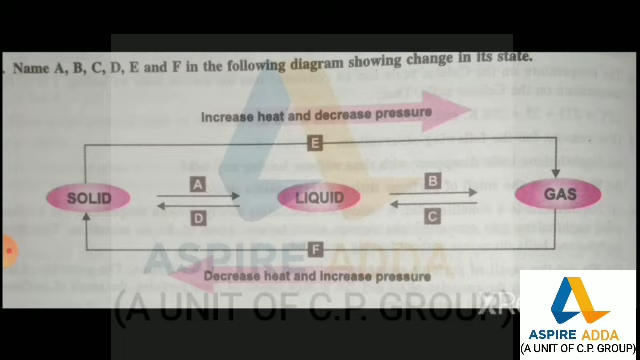 . Name A, B, C, D, E and F in the following diagram showing change in its state.
Increase heat and decrease pressure
E
A
B
SOLID
LIQUID
GAS
D
C
F
ASPIRE ADDA
Decrease heat and Increase pressure
(A UNIT OF C.P. GROUP)
ASPIRE ADDA
(A UNIT OF C.P. GROUP)